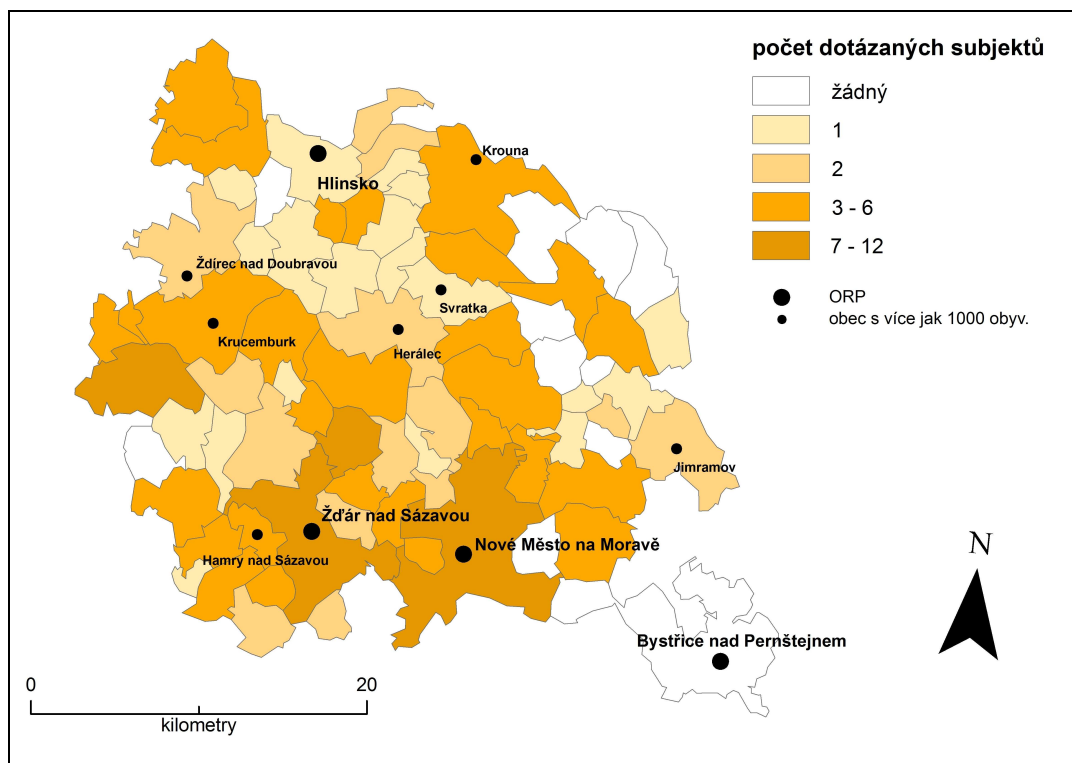 počet dotázaných subjektů
žádný
1
2
3 - 6
7 - 12
ORP
obec s více jak 1000 obyv.
Krouna
Hlinsko
Ždírec nad Doubravou
Svratka
Krucemburk
Herálec
Jimramov
Žďár nad Sázavou
Nové Město na Moravě
Hamry nad Sázavou
N
Bystřice nad Pernštejnem
0 20
kilometry